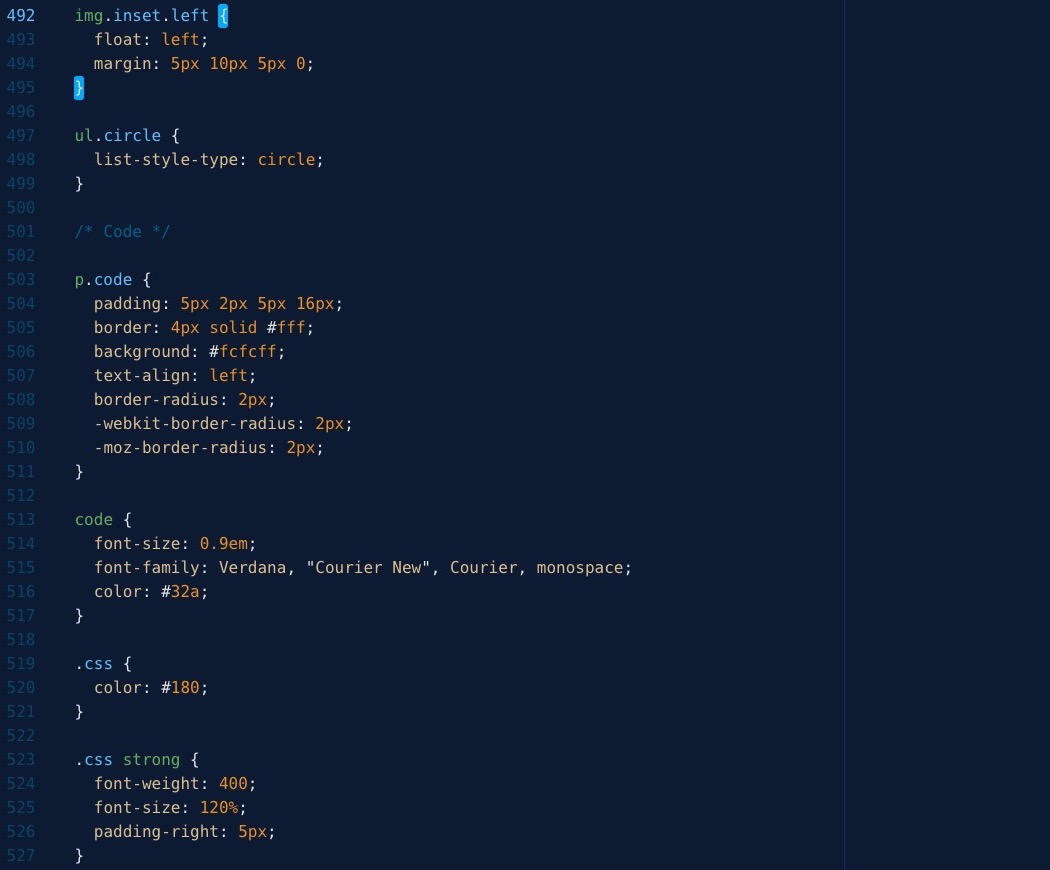 492 img.inset.left {
493 float: left;
494 margin: 5px 10px 5px 0;
495 }
496
497 ul.circle {
498 list-style-type: circle;
499 }
500
501 /* Code */
502
503 p.code {
504 padding: 5px 2px 5px 16px;
505 border: 4px solid #fff;
506 background: #fcfcff;
507 text-align: left;
508 border-radius: 2px;
509 -webkit-border-radius: 2px;
510 -moz-border-radius: 2px;
511 }
512
513 code {
514 font-size: 0.9em;
515 font-family: Verdana, "Courier New", Courier, monospace;
516 color: #32a;
517 }
518
519 .css {
520 color: #180;
521 }
522
523 .css strong {
524 font-weight: 400;
525 font-size: 120%;
526 padding-right: 5px;
527 }